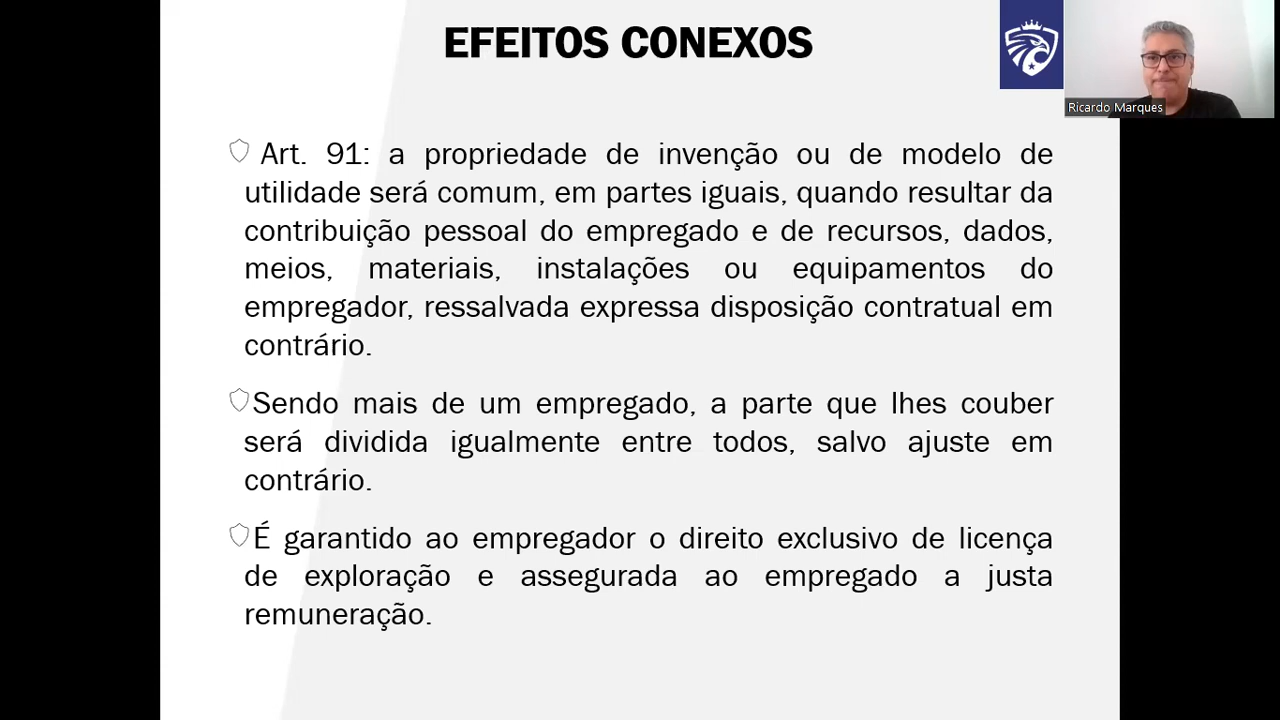 EFEITOS CONEXOS
Ricardo Marques
Art. 91: a propriedade de invenção ou de modelo de
utilidade será comum, em partes iguais, quando resultar da
contribuição pessoal do empregado e de recursos, dados,
meios, materiais, instalações ou equipamentos do
empregador, ressalvada expressa disposição contratual em
contrário.
Sendo mais de um empregado, a parte que lhes couber
será dividida igualmente entre todos, salvo ajuste em
contrário.
É garantido ao empregador o direito exclusivo de licença
de exploração e assegurada ao empregado a justa
remuneração.